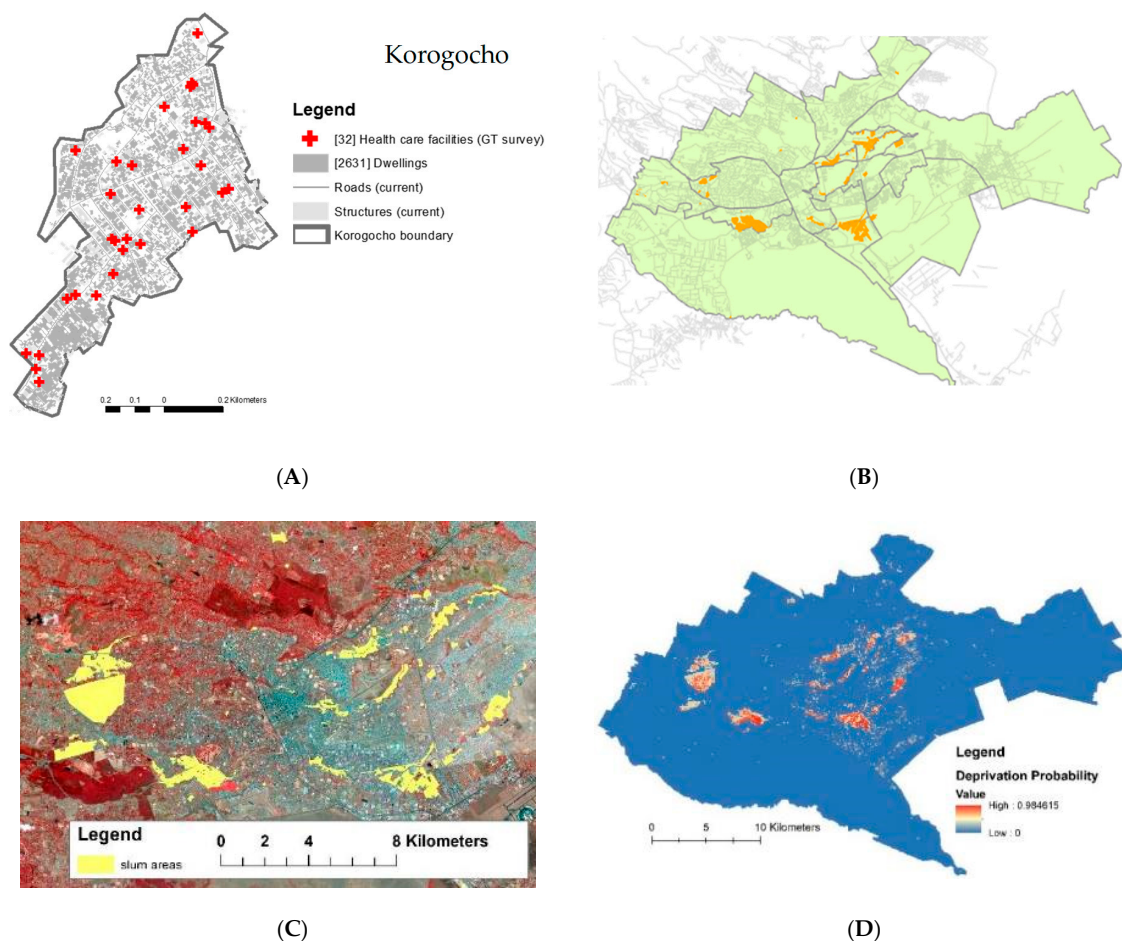 Korogocho
Legend
[32] Health care facilities (GT survey)
[2631] Dwellings
Roads (current)
Structures (current)
Korogocho boundary
0.2 0.1 0 0.2 Kilometers
(A)
(B)
Legend
slum areas
0 2 4 8 Kilometers
(C)
Legend
Deprivation Probability
Value
High : 0.984615
Low : 0
0 5 10 Kilometers
(D)